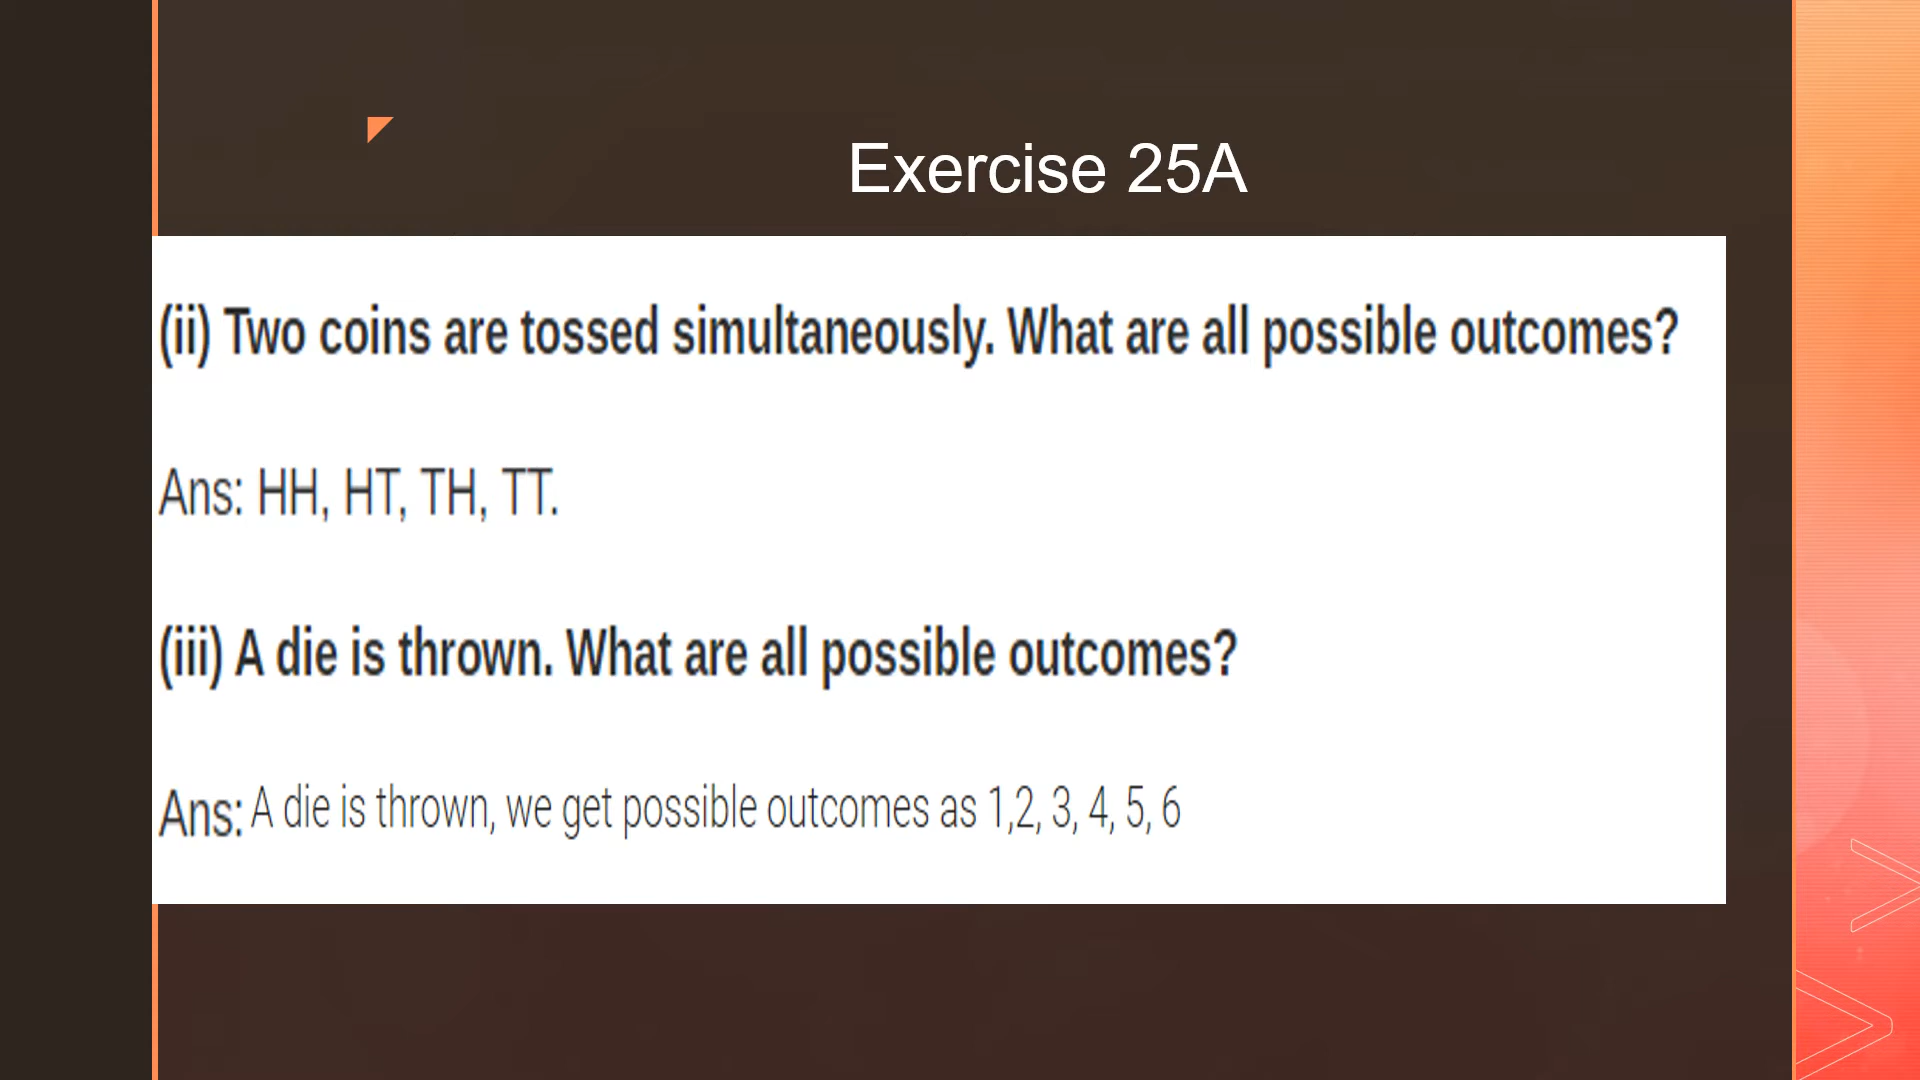 Exercise 25A
(ii) Two coins are tossed simultaneously. What are all possible outcomes?
Ans: HH, HT, TH, TT.
(iii) A die is thrown. What are all possible outcomes?
Ans: A die is thrown, we get possible outcomes as 1,2, 3, 4, 5, 6